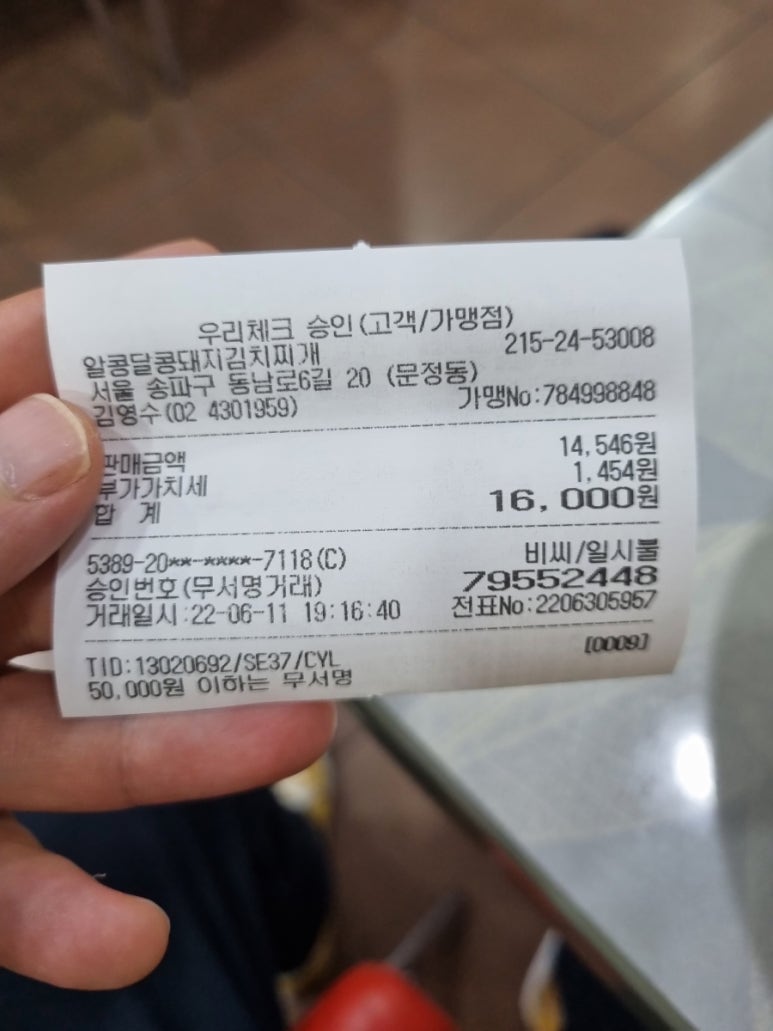 우리체크 승인(고객/가맹점)
알콩달콩돼지김치찌개 215-24-53008
서울 송파구 동남로6길 20 (문정동)
김영수(02 4301959) 가맹No:784998848
판매금액 14,546원
부가가치세 1,454원
합 계 16,000원
5389-20**-****-7118(C) 비씨/일시불
승인번호(무서명거래) 79552448
거래일시:22-06-11 19:16:40 전표No:2206305957
[0009]
TID:13020692/SE37/CYL
50,000원 이하는 무서명